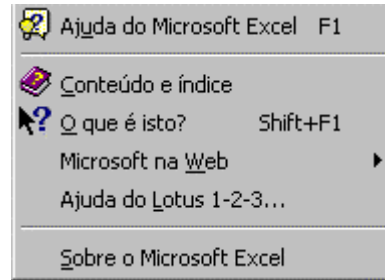 Ajuda do Microsoft Excel F1
Conteúdo e índice
O que é isto? Shift+F1
Microsoft na Web
Ajuda do Lotus 1-2-3...
Sobre o Microsoft Excel